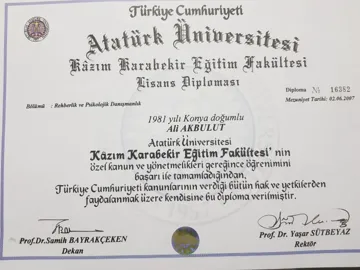 Türkiye Cumhuriyeti
Atatürk Üniversitesi
Kâzım Karabekir Eğitim Fakültesi
Lisans Diploması
Diploma № 16382
Mezuniyet Tarihi: 02.06.2007
Bölümü : Rehberlik ve Psikolojik Danışmanlık
1981 yılı Konya doğumlu
Ali AKBULUT
Atatürk Üniversitesi
Kâzım Karabekir Eğitim Fakültesi' nin
özel kanun ve yönetmelikleri gereğince öğrenimini
başarı ile tamamladığından,
Türkiye Cumhuriyeti kanunlarının verdiği bütün hak ve yetkilerden
faydalanmak üzere kendisine bu diploma verilmiştir.
Prof.Dr.Samih BAYRAKÇEKEN
Dekan
Prof. Dr. Yaşar SÜTBEYAZ
Rektör